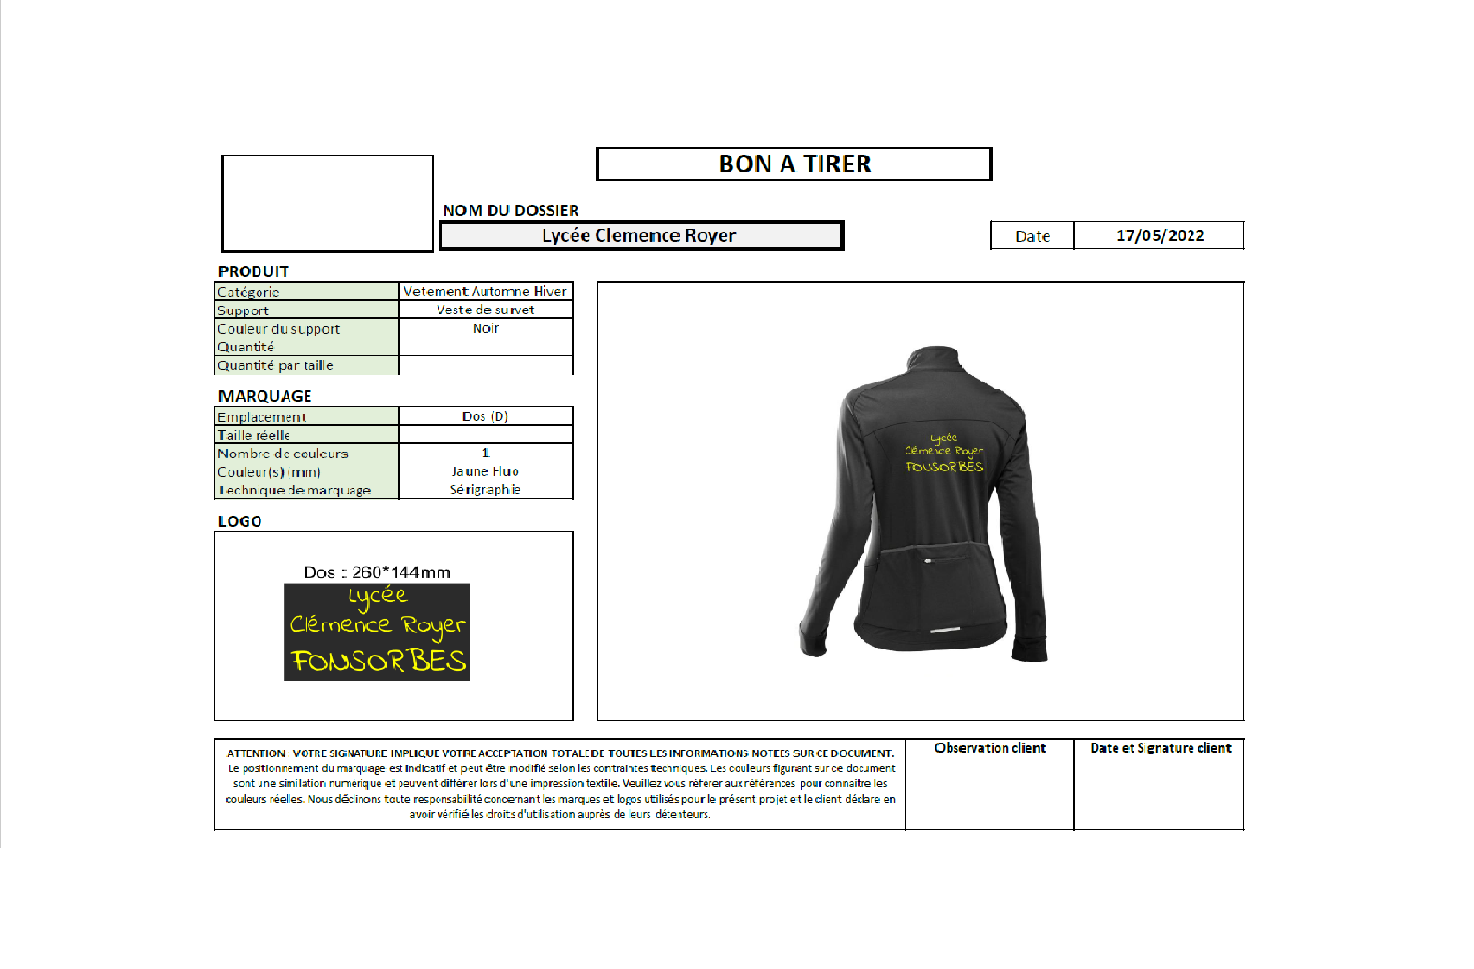 BON A TIRER
NOM DU DOSSIER
Lycée Clemence Royer
Date 17/05/2022
PRODUIT
Catégorie Vetement Automne Hiver
Support Veste de survet
Couleur du support Noir
Quantité
Quantité par taille
MARQUAGE
Emplacement Dos (D)
Taille réelle
Nombre de couleurs 1
Couleur(s) (mm) Jaune Fluo
Technique de marquage Sérigraphie
LOGO
Dos : 260*144mm
Lycée
Clémence Royer
FONSORBES
Lycée
Clémence Royer
FONSORBES
ATTENTION : VOTRE SIGNATURE IMPLIQUE VOTRE ACCEPTATION TOTALE DE TOUTES LES INFORMATIONS NOTEES SUR CE DOCUMENT.
Le positionnement du marquage est indicatif et peut être modifié selon les contraintes techniques. Les couleurs figurant sur ce document
sont une similation numérique et peuvent différer lors d'une impression textile. Veuillez vous réferer aux références pour connaitre les
couleurs réelles. Nous déclinons toute responsabilité concernant les marques et logos utilisés pour le présent projet et le client déclare en
avoir vérifié les droits d'utilisation auprès de leurs détenteurs.
Observation client
Date et Signature client